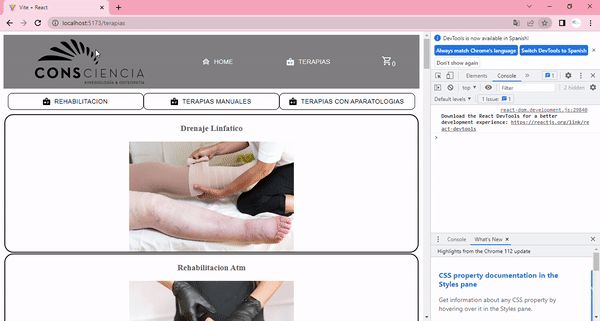 Vite + React
localhost:5173/terapias
CONSCIENCIA
KINESIOLOGIA & OSTEOPATIA
HOME
TERAPIAS
0
REHABILITACION
TERAPIAS MANUALES
TERAPIAS CON APARATOLOGIAS
Drenaje Linfatico
Rehabilitacion Atm
DevTools is now available in Spanish!
Always match Chrome's language
Switch DevTools to Spanish
Don't show again
Elements
Console
1
top
Filter
2 hidden
Default levels
1 Issue:
1
react-dom.development.js:29840
Download the React DevTools for a better
development experience: https://reactjs.org/link/re
act-devtools
Console
What's New
Highlights from the Chrome 112 update
CSS property documentation in the
Styles pane
Get information about any CSS property by
hovering over it in the Styles pane.